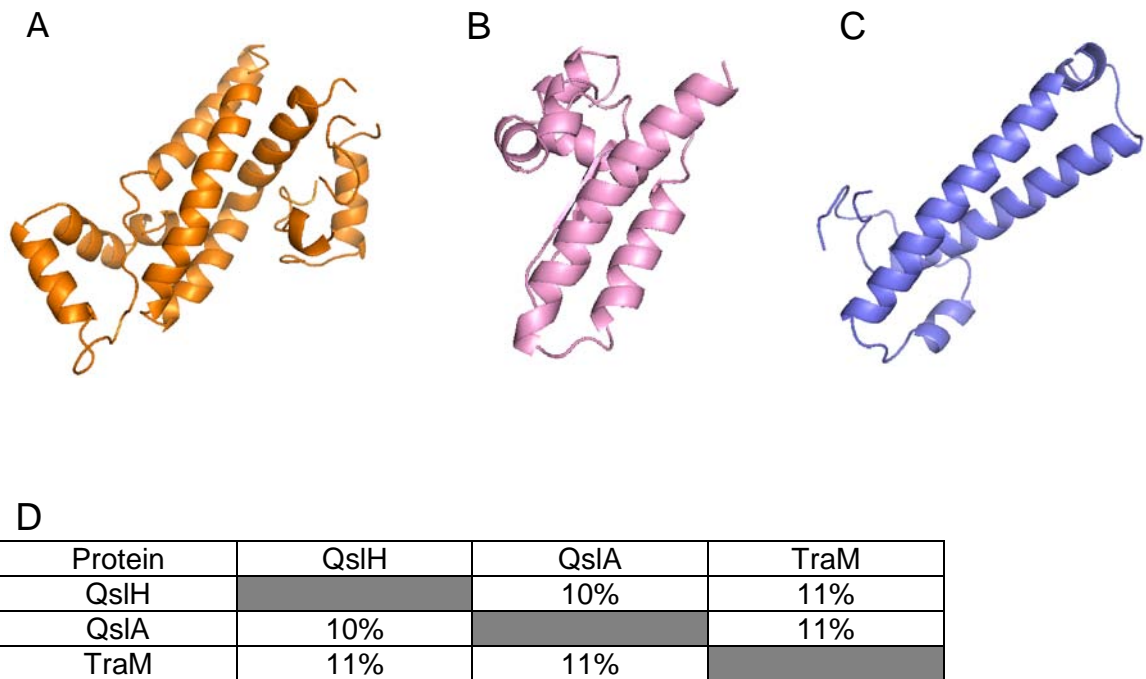 A B C
D
Protein QslH QslA TraM
QslH 10% 11%
QslA 10% 11%
TraM 11% 11%